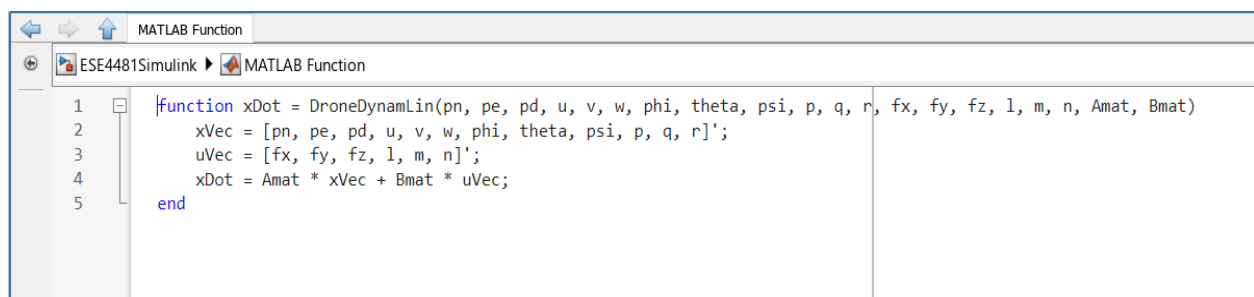 MATLAB Function
ESE4481Simulink MATLAB Function
1 function xDot = DroneDynamLin(pn, pe, pd, u, v, w, phi, theta, psi, p, q, r, fx, fy, fz, l, m, n, Amat, Bmat)
2 xVec = [pn, pe, pd, u, v, w, phi, theta, psi, p, q, r]';
3 uVec = [fx, fy, fz, l, m, n]';
4 xDot = Amat * xVec + Bmat * uVec;
5 end